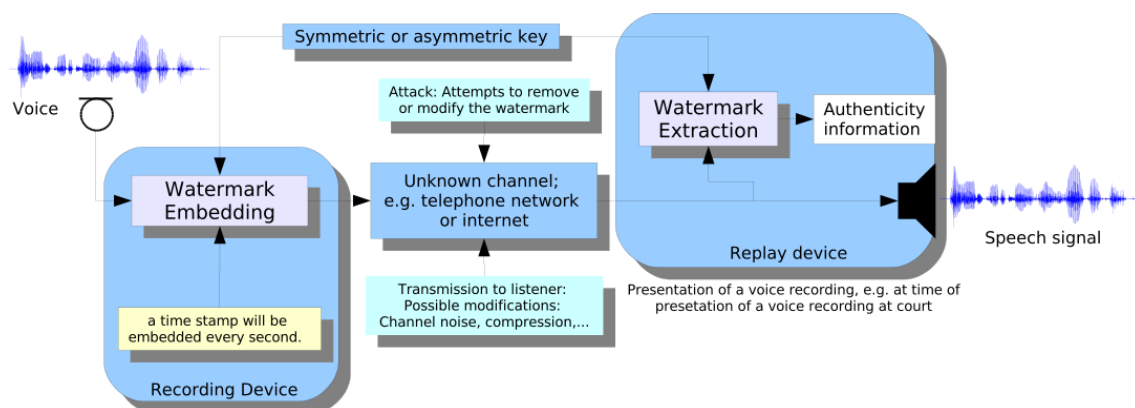 Symmetric or asymmetric key
Voice
Attack: Attempts to remove
or modify the watermark
Watermark
Extraction
Authenticity
information
Watermark
Embedding
Unknown channel;
e.g. telephone network
or internet
Speech signal
Replay device
Transmission to listener:
Possible modifications:
Channel noise, compression,...
Presentation of a voice recording, e.g. at time of
presetation of a voice recording at court
a time stamp will be
embedded every second.
Recording Device